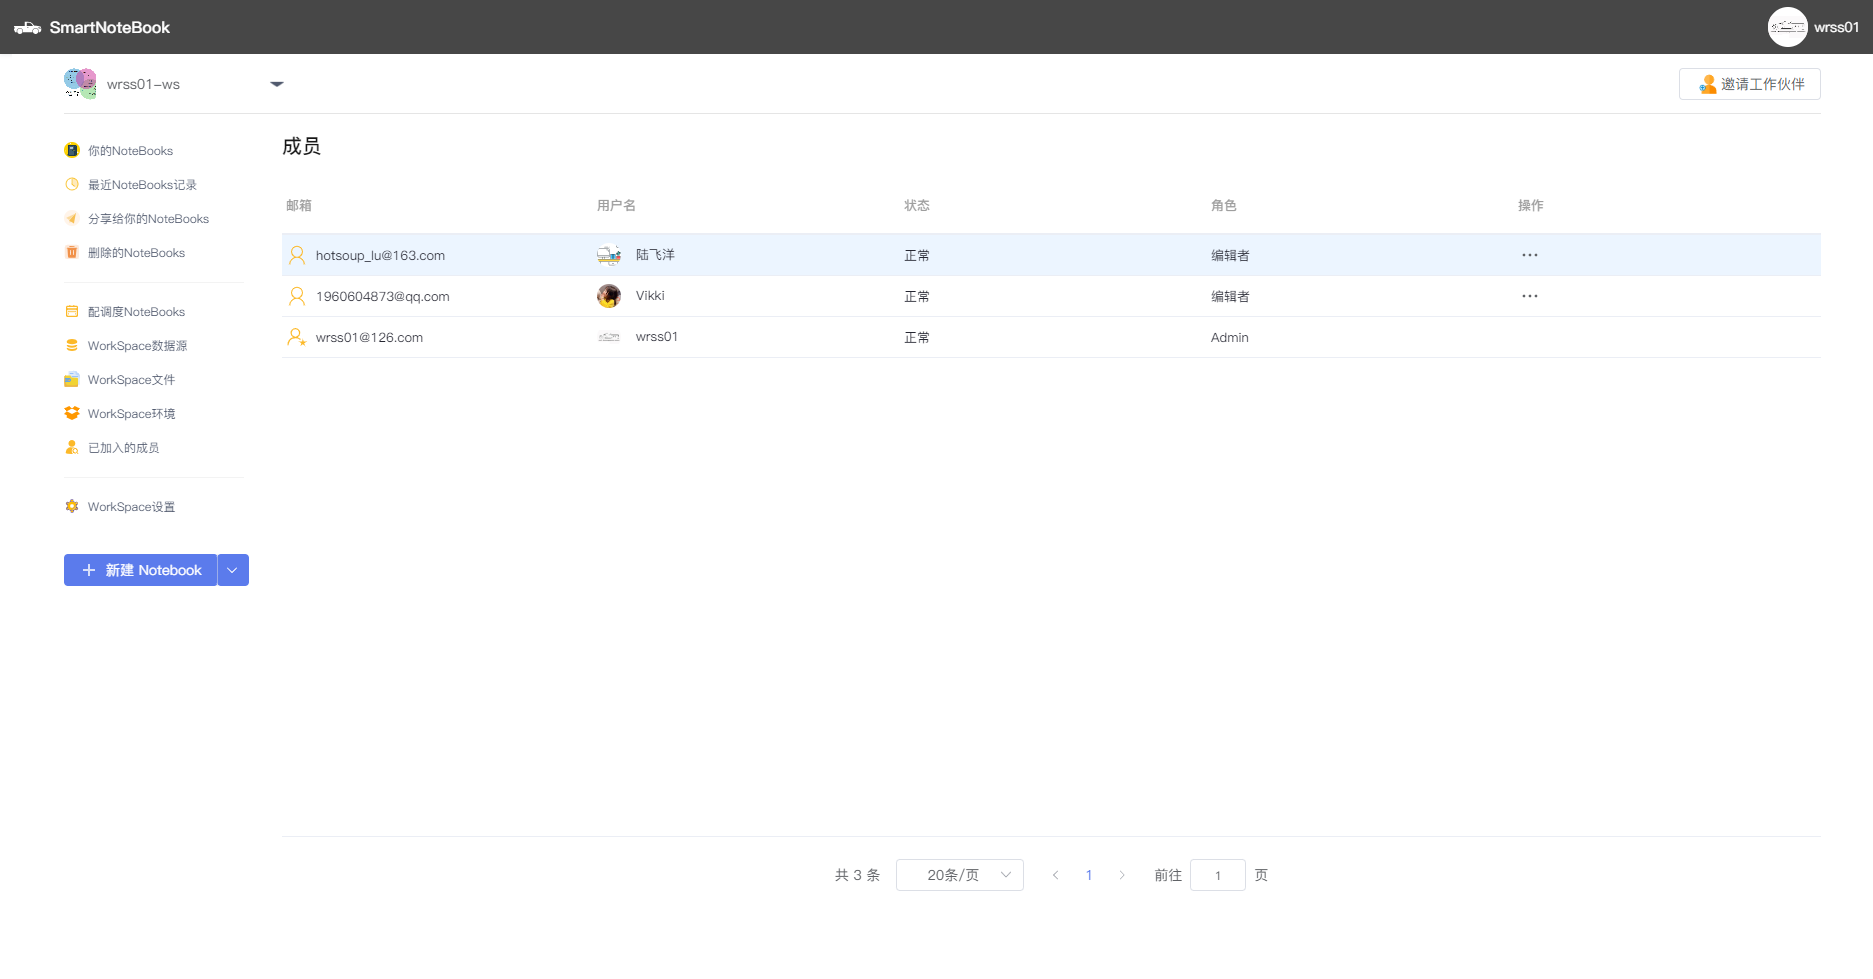 SmartNoteBook
wrss01
wrss01-ws
邀请工作伙伴
你的NoteBooks
最近NoteBooks记录
分享给你的NoteBooks
删除的NoteBooks
配调度NoteBooks
WorkSpace数据源
WorkSpace文件
WorkSpace环境
已加入的成员
WorkSpace设置
新建 Notebook
成员
邮箱 用户名 状态 角色 操作
hotsoup_lu@163.com 陆飞洋 正常 编辑者 ···
1960604873@qq.com Vikki 正常 编辑者 ···
wrss01@126.com wrss01 正常 Admin
共 3 条 20条/页 1 前往 1 页